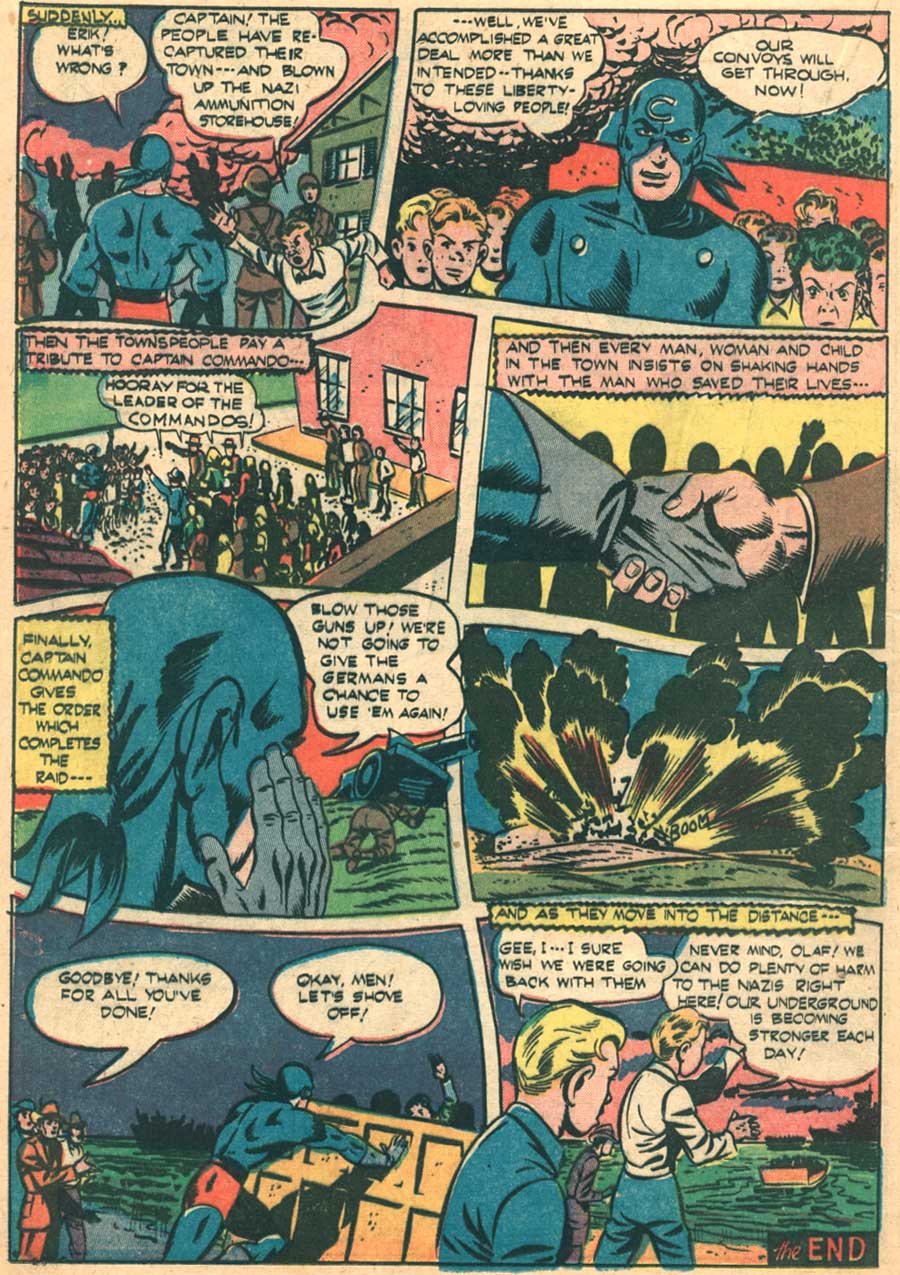 SUDDENLY...
ERIK!
WHAT'S
WRONG?
CAPTAIN! THE
PEOPLE HAVE RE-
CAPTURED THEIR
TOWN---AND BLOWN
UP THE NAZI
AMMUNITION
STOREHOUSE!
---WELL, WE'VE
ACCOMPLISHED A GREAT
DEAL MORE THAN WE
INTENDED--THANKS
TO THESE LIBERTY-
LOVING PEOPLE!
OUR
CONVOYS WILL
GET THROUGH,
NOW!
C
THEN THE TOWNSPEOPLE PAY A
TRIBUTE TO CAPTAIN COMMANDO---
HOORAY FOR THE
LEADER OF THE
COMMANDOS!
AND THEN EVERY MAN, WOMAN AND CHILD
IN THE TOWN INSISTS ON SHAKING HANDS
WITH THE MAN WHO SAVED THEIR LIVES---
FINALLY,
CAPTAIN
COMMANDO
GIVES
THE ORDER
WHICH
COMPLETES
THE
RAID---
BLOW THOSE
GUNS UP! WE'RE
NOT GOING TO
GIVE THE
GERMANS A
CHANCE TO
USE 'EM AGAIN!
BOOM
GOODBYE! THANKS
FOR ALL YOU'VE
DONE!
OKAY, MEN!
LET'S SHOVE
OFF!
AND AS THEY MOVE INTO THE DISTANCE---
GEE, I---I SURE
WISH WE WERE GOING
BACK WITH THEM
NEVER MIND, OLAF! WE
CAN DO PLENTY OF HARM
TO THE NAZIS RIGHT
HERE! OUR UNDERGROUND
IS BECOMING
STRONGER EACH
DAY!
the END